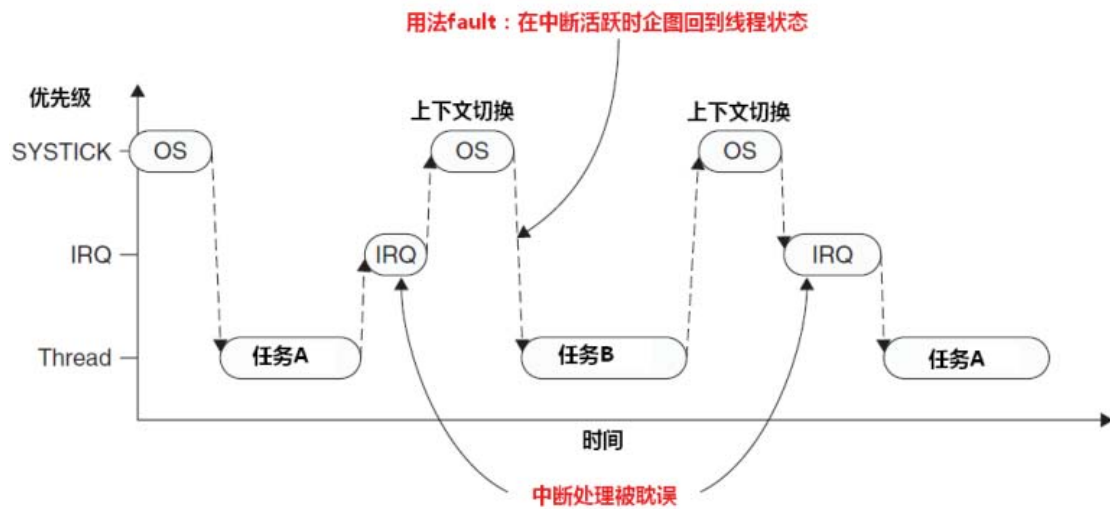 用法fault：在中断活跃时企图回到线程状态
优先级
上下文切换
上下文切换
SYSTICK
OS
OS
OS
IRQ
IRQ
IRQ
Thread
任务A
任务B
任务A
时间
中断处理被耽误